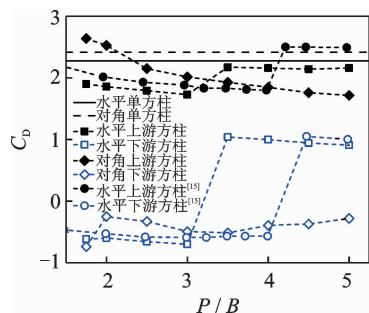 3
2
1
0
−1
C_D
水平单方柱
对角单方柱
水平上游方柱
水平下游方柱
对角上游方柱
对角下游方柱
水平上游方柱[15]
水平下游方柱[15]
2 3 4 5
P / B